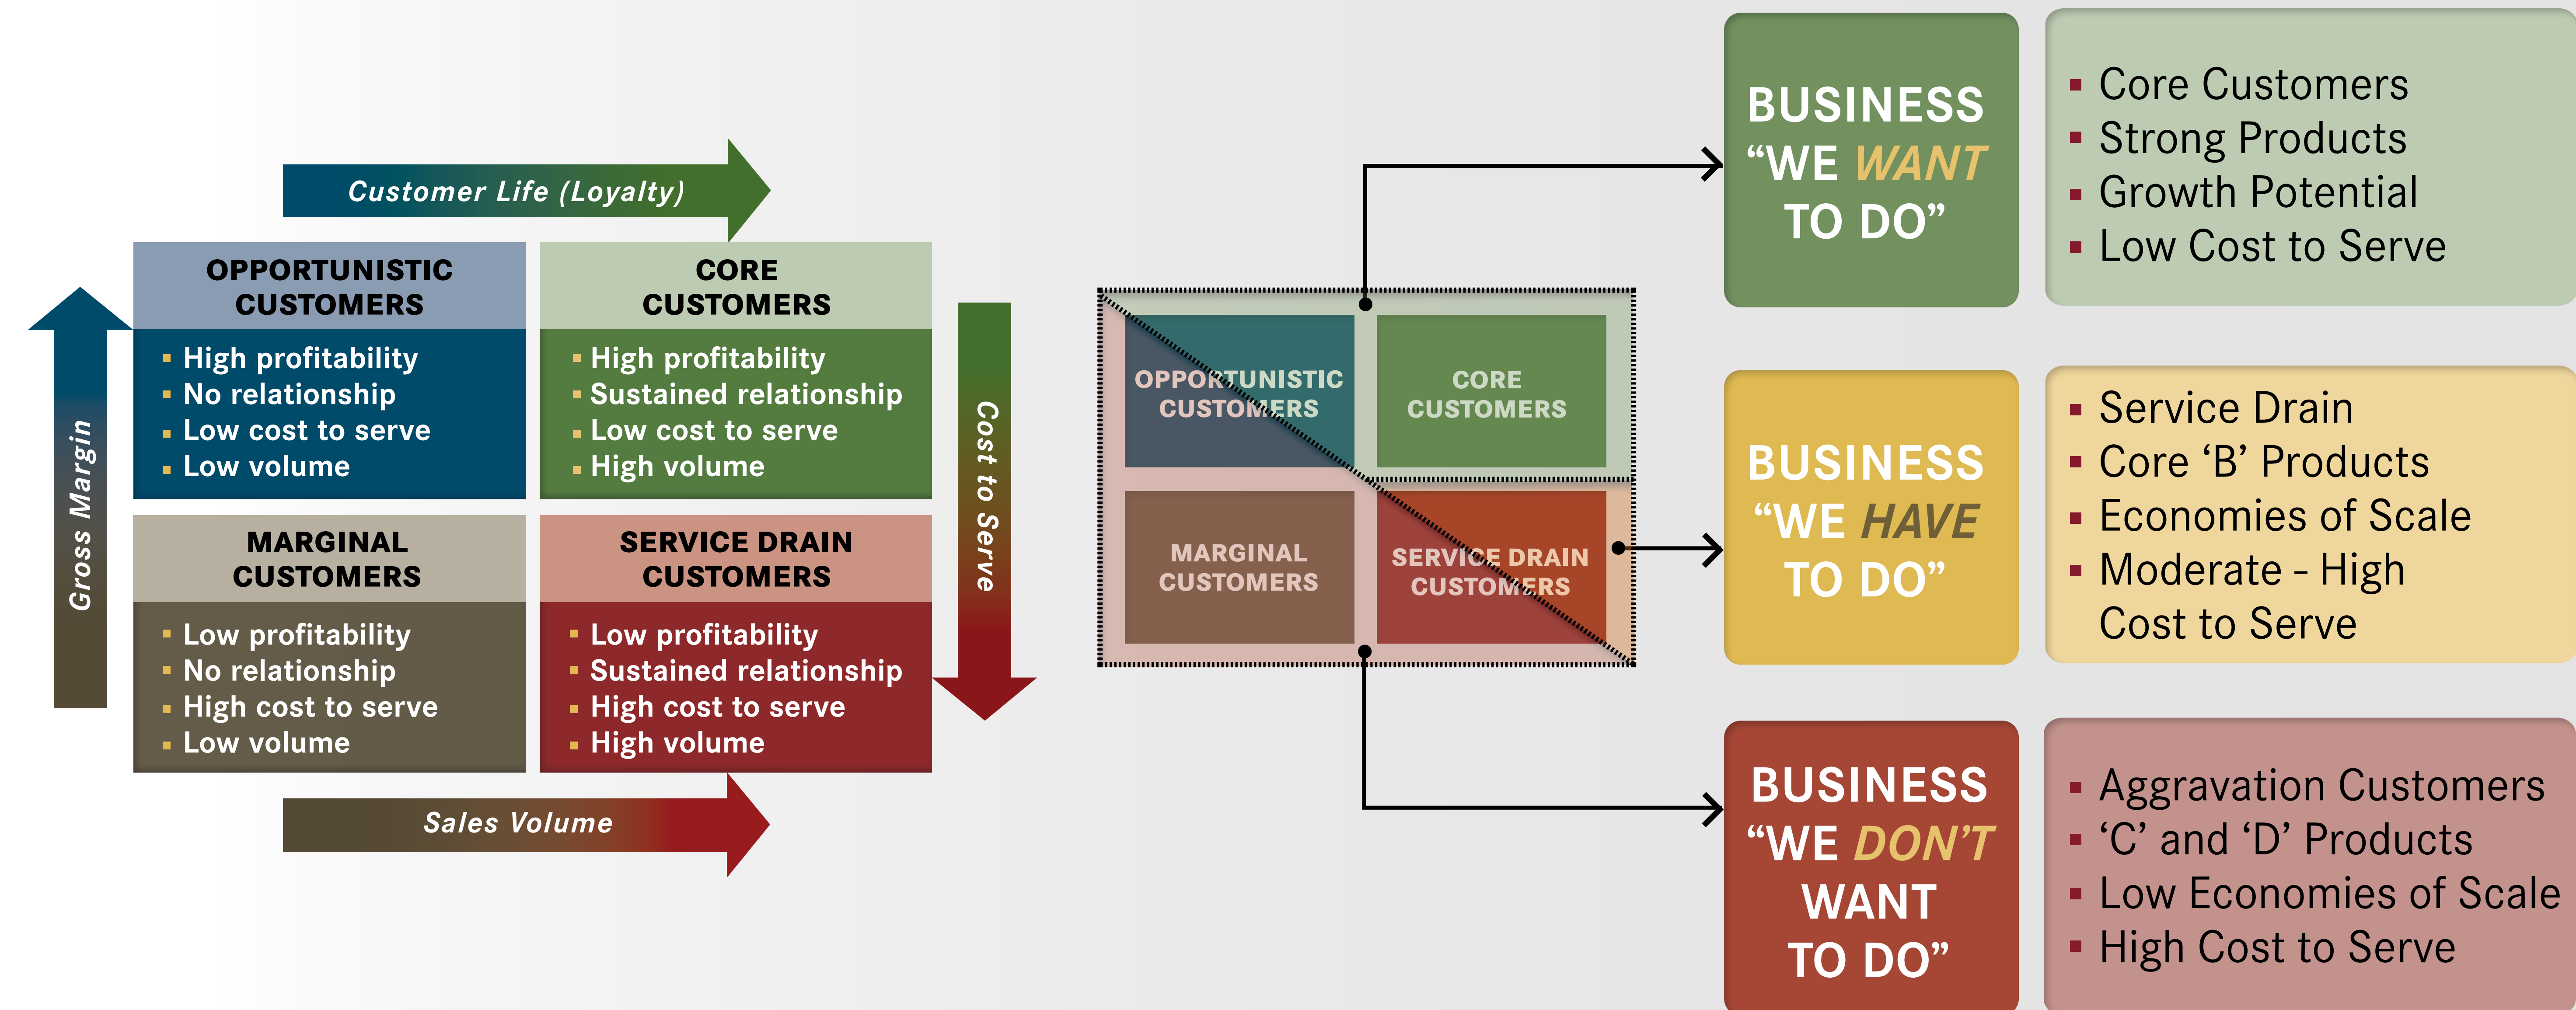 Customer Life (Loyalty)
Gross Margin
OPPORTUNISTIC
CUSTOMERS
▪ High profitability
▪ No relationship
▪ Low cost to serve
▪ Low volume
CORE
CUSTOMERS
▪ High profitability
▪ Sustained relationship
▪ Low cost to serve
▪ High volume
Cost to Serve
MARGINAL
CUSTOMERS
▪ Low profitability
▪ No relationship
▪ High cost to serve
▪ Low volume
SERVICE DRAIN
CUSTOMERS
▪ Low profitability
▪ Sustained relationship
▪ High cost to serve
▪ High volume
Sales Volume
OPPORTUNISTIC
CUSTOMERS
CORE
CUSTOMERS
MARGINAL
CUSTOMERS
SERVICE DRAIN
CUSTOMERS
BUSINESS
“WE WANT
TO DO”
▪ Core Customers
▪ Strong Products
▪ Growth Potential
▪ Low Cost to Serve
BUSINESS
“WE HAVE
TO DO”
▪ Service Drain
▪ Core ‘B’ Products
▪ Economies of Scale
▪ Moderate - High
Cost to Serve
BUSINESS
“WE DON’T
WANT
TO DO”
▪ Aggravation Customers
▪ ‘C’ and ‘D’ Products
▪ Low Economies of Scale
▪ High Cost to Serve